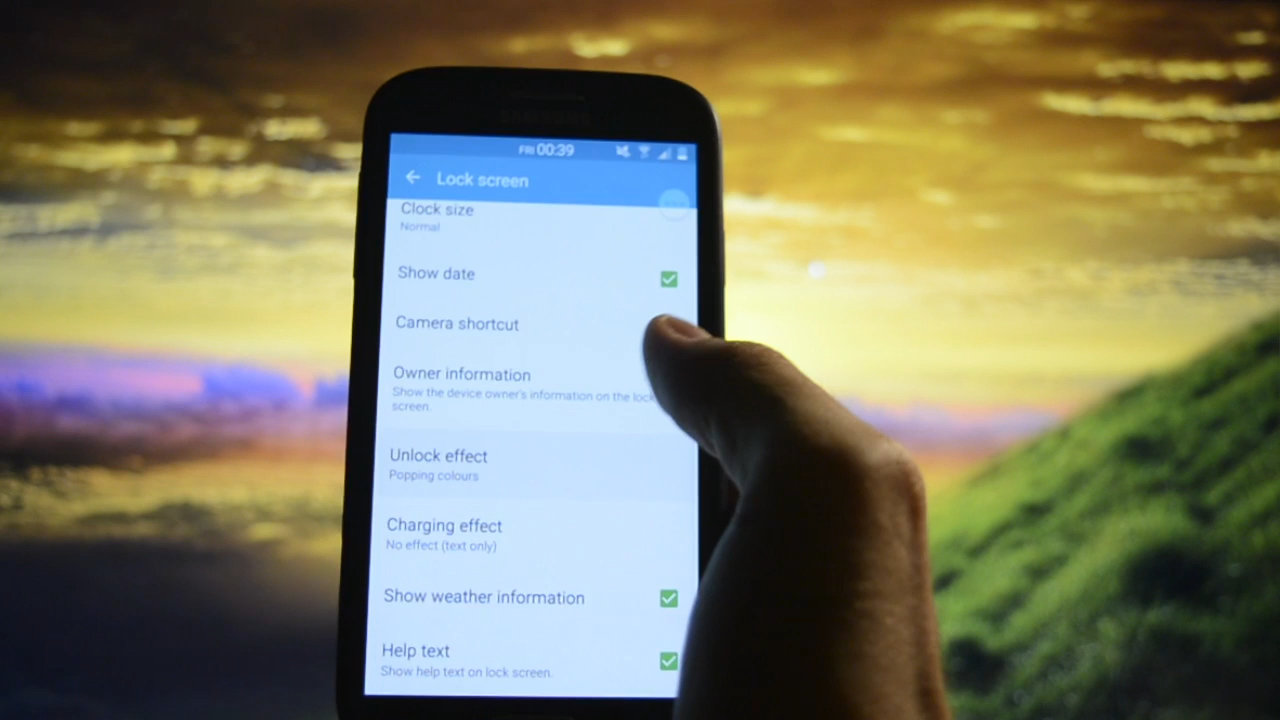 SAMSUNG
FRI 00:39
Lock screen
Clock size
Normal
Show date
Camera shortcut
Owner information
Show the device owner's information on the lock
screen.
Unlock effect
Popping colours
Charging effect
No effect (text only)
Show weather information
Help text
Show help text on lock screen.